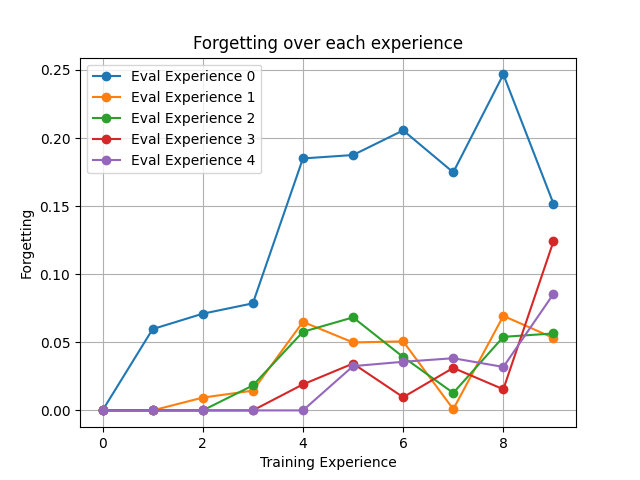 Forgetting over each experience
Eval Experience 0
Eval Experience 1
Eval Experience 2
Eval Experience 3
Eval Experience 4
Forgetting
0.25
0.20
0.15
0.10
0.05
0.00
0 2 4 6 8
Training Experience